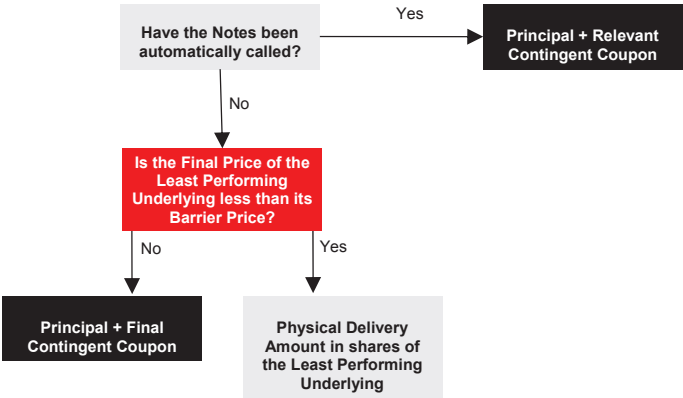 Have the Notes been
automatically called?
Yes
Principal + Relevant
Contingent Coupon
No
Is the Final Price of the
Least Performing
Underlying less than its
Barrier Price?
No
Yes
Principal + Final
Contingent Coupon
Physical Delivery
Amount in shares of
the Least Performing
Underlying